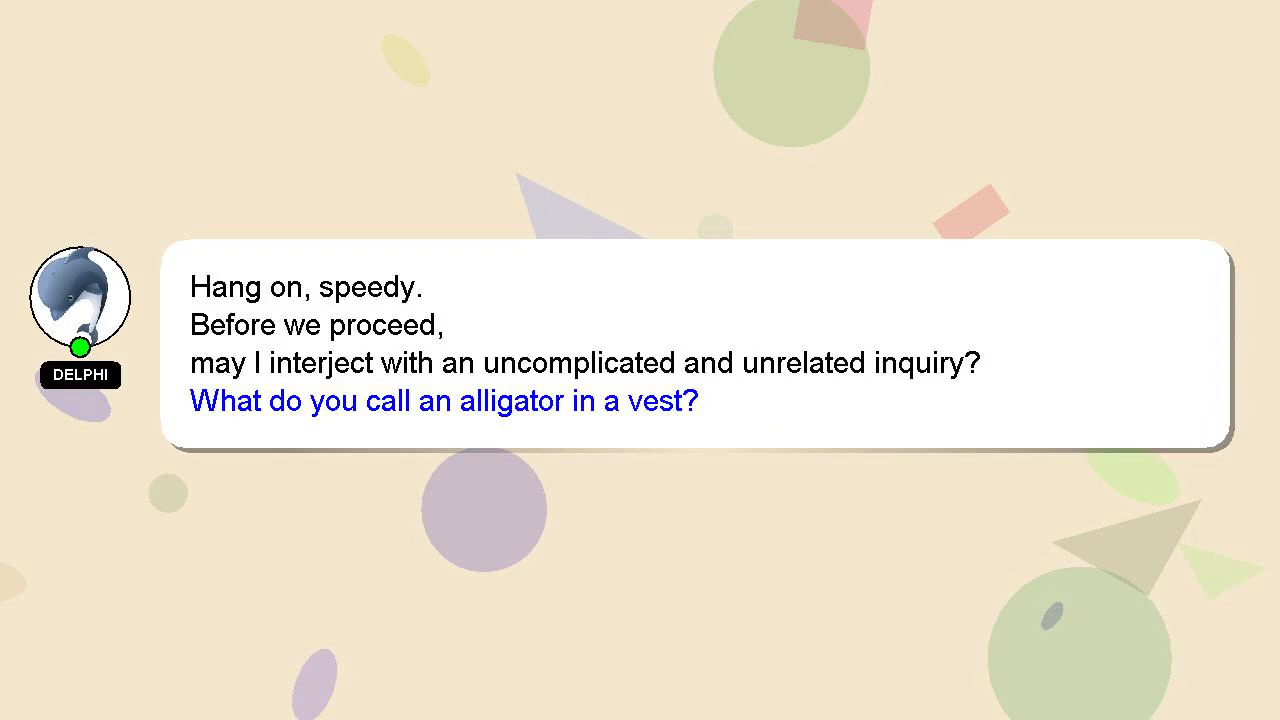 Hang on, speedy.
Before we proceed,
may I interject with an uncomplicated and unrelated inquiry?
What do you call an alligator in a vest?
DELPHI